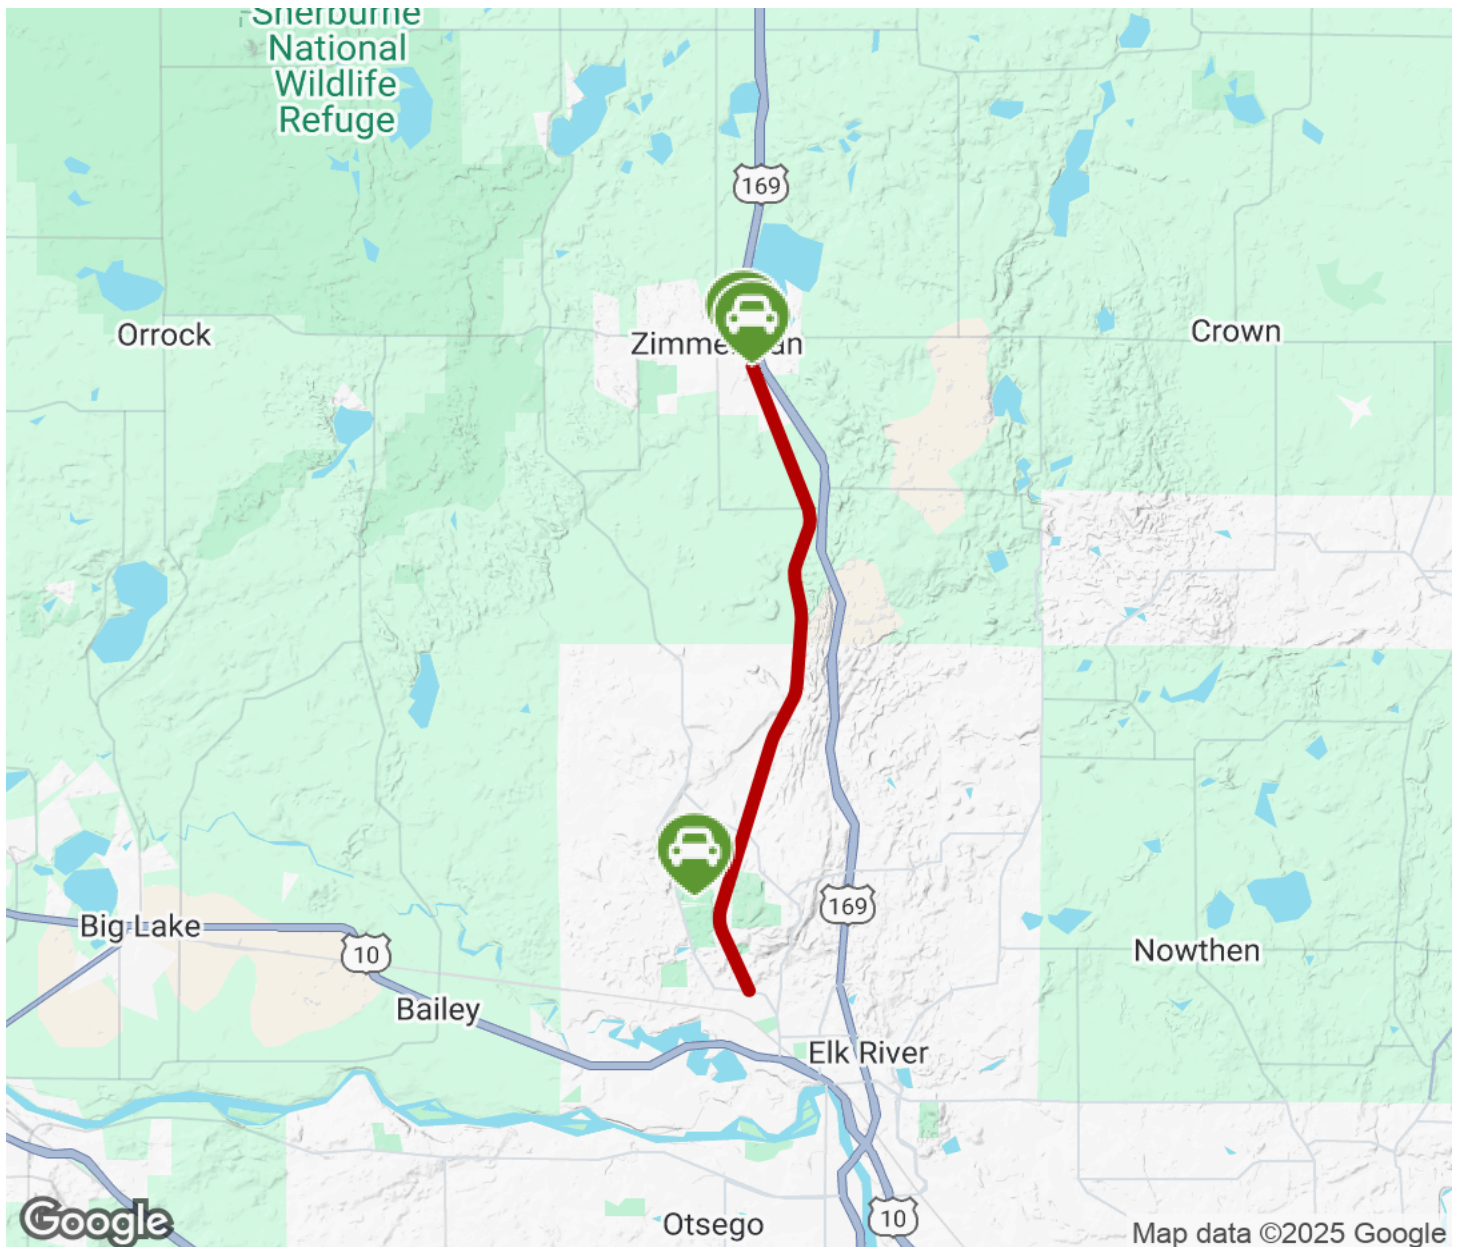 Sherburne
National
Wildlife
Refuge
169
Orrock
Crown
169
Big Lake
10
Nowthen
Bailey
Elk River
Otsego
10
Google
Map data ©2025 Google